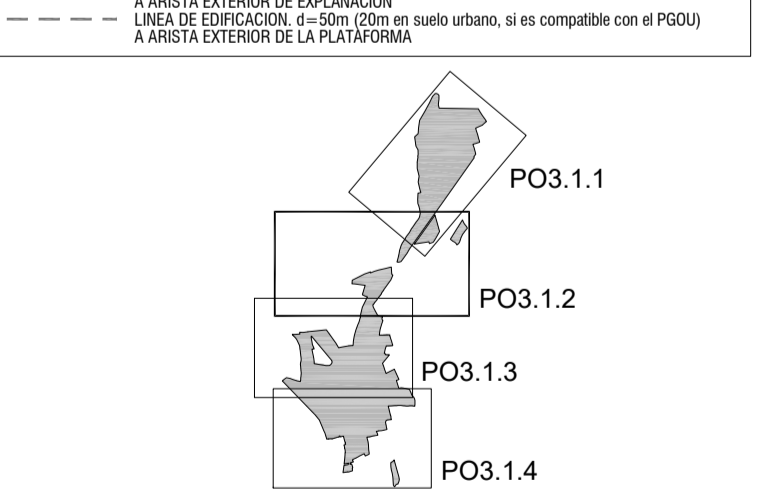 A ARISTA EXTERIOR DE EXPLANACION
LINEA DE EDIFICACION. d=50m (20m en suelo urbano, si es compatible con el PGOU)
A ARISTA EXTERIOR DE LA PLATAFORMA
PO3.1.1
PO3.1.2
PO3.1.3
PO3.1.4